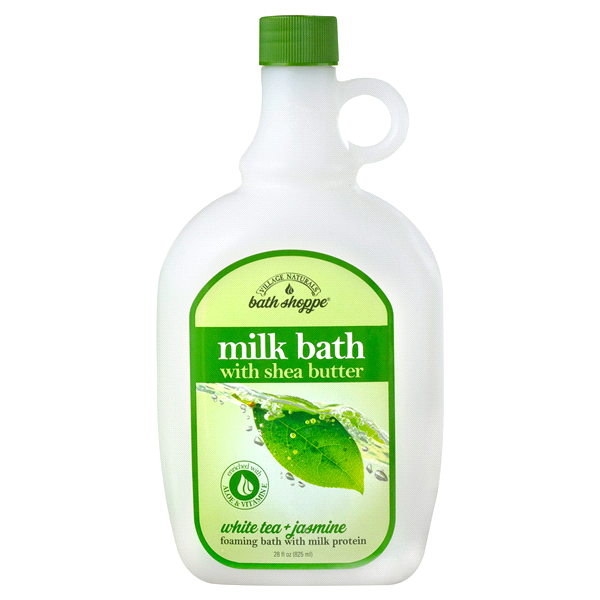 VILLAGE NATURALS
bath shoppe®
milk bath
with shea butter
enriched with
ALOE & VITAMIN E
white tea + jasmine
foaming bath with milk protein
28 fl oz (825 ml)